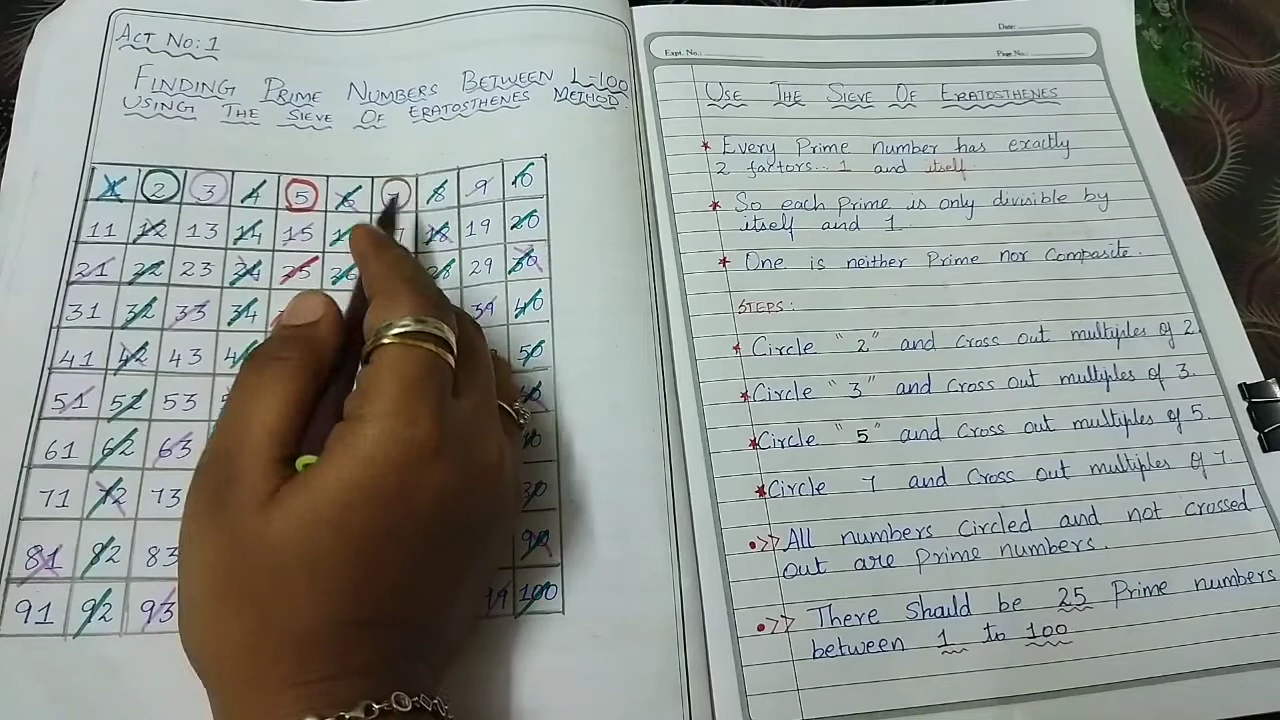 ACT NO: 1
FINDING PRIME NUMBERS BETWEEN 1-100
USING THE SIEVE OF ERATOSTHENES METHOD.
1 2 3 4 5 6 7 8 9 10
11 12 13 14 15 18 19 20
21 22 23 24 25 26 28 29 30
31 32 33 34 39 40
41 42 43 50
51 52 53
61 62 63
71 72 73
81 82 83 90
91 92 93 99 100
Date:
Expt. No.:
Page No.:
USE THE SIEVE OF ERATOSTHENES
* Every Prime number has exactly
2 factors... 1 and itself.
* So each Prime is only divisible by
itself and 1.
* One is neither Prime nor Composite.
STEPS:
* Circle "2" and Cross out multiples of 2.
* Circle "3" and Cross out multiples of 3.
* Circle "5" and Cross out multiples of 5.
* Circle 7 and Cross out multiples of 7.
•>> All numbers Circled and not crossed
out are Prime numbers.
•>> There should be 25 Prime numbers
between 1 to 100